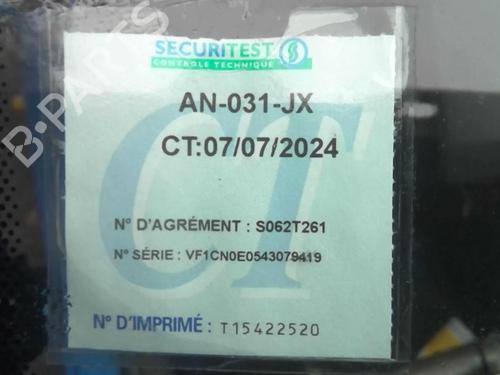 SECURITEST
CONTROLE TECHNIQUE
AN-031-JX
CT:07/07/2024
CT
N° D'AGRÉMENT : S062T261
N° SÉRIE : VF1CN0E0543079419
N° D'IMPRIMÉ : T15422520
B-PARTS